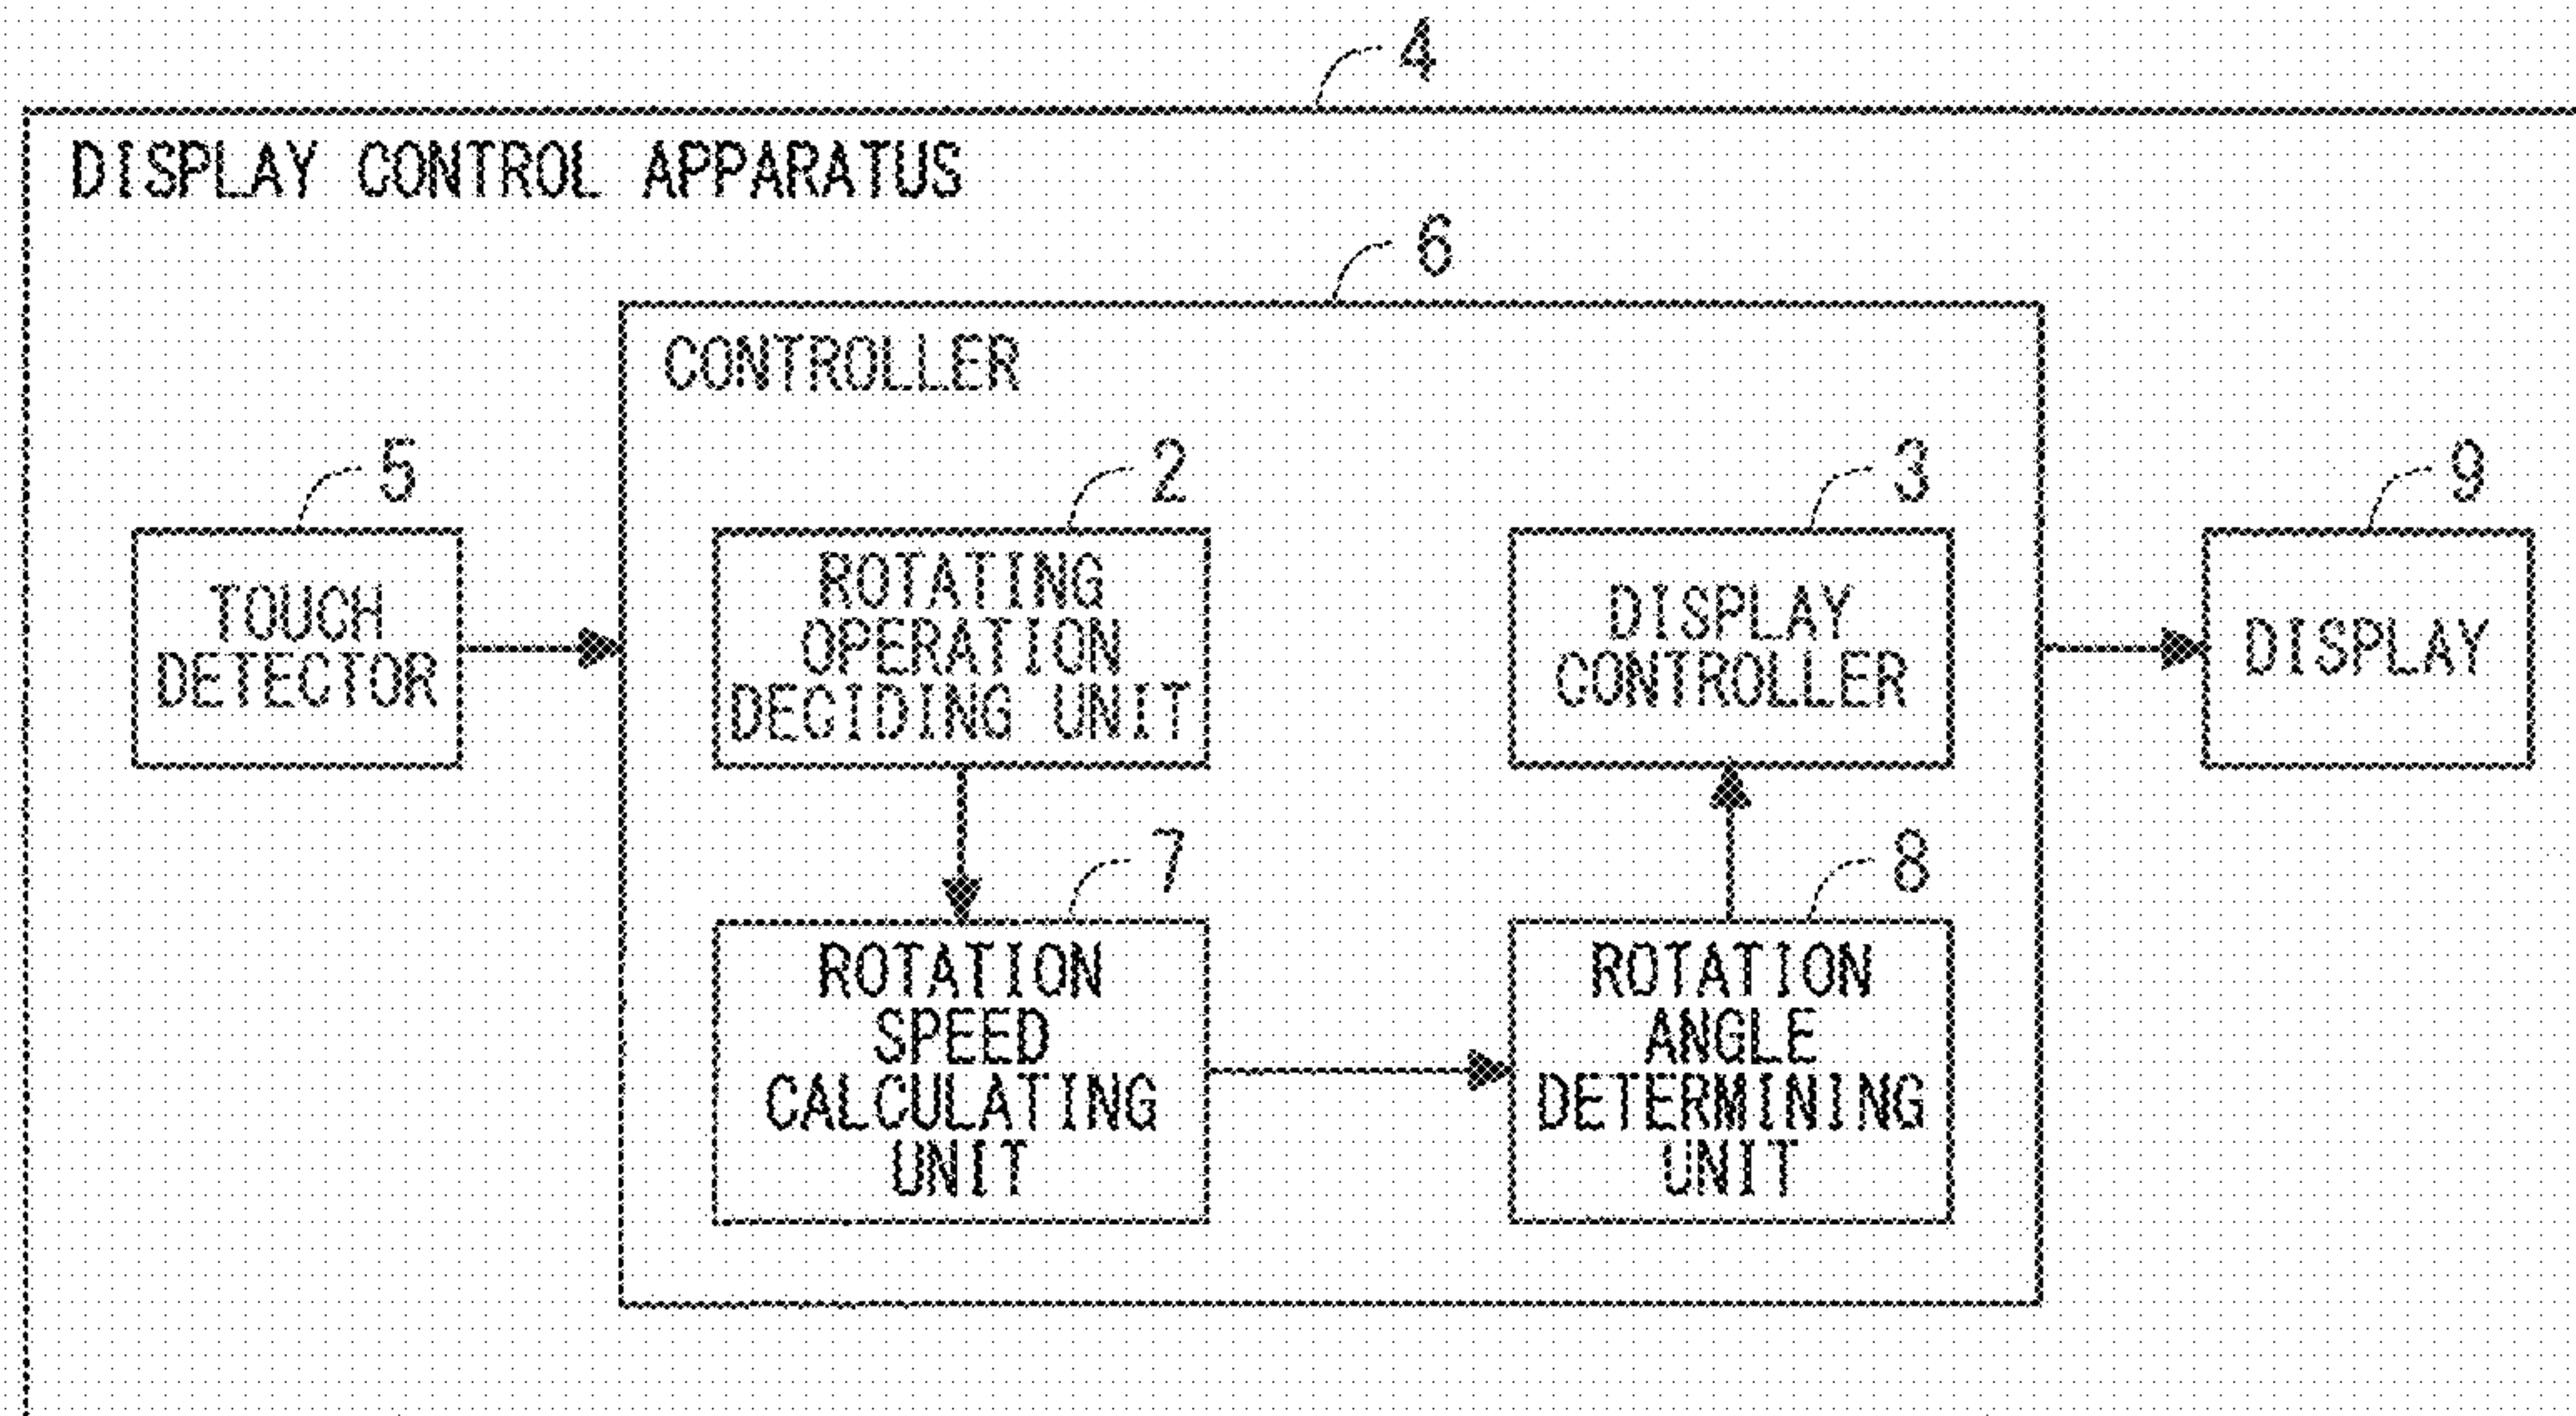 4
DISPLAY CONTROL APPARATUS
6
CONTROLLER
5
2
3
9
TOUCH
DETECTOR
ROTATING
OPERATION
DECIDING UNIT
DISPLAY
CONTROLLER
DISPLAY
7
8
ROTATION
SPEED
CALCULATING
UNIT
ROTATION
ANGLE
DETERMINING
UNIT